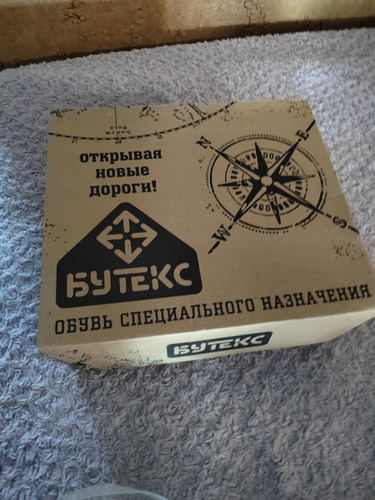 открывая
новые
дороги!
N
E
W
S
БУТЕКС
ОБУВЬ СПЕЦИАЛЬНОГО НАЗНАЧЕНИЯ
БУТЕКС